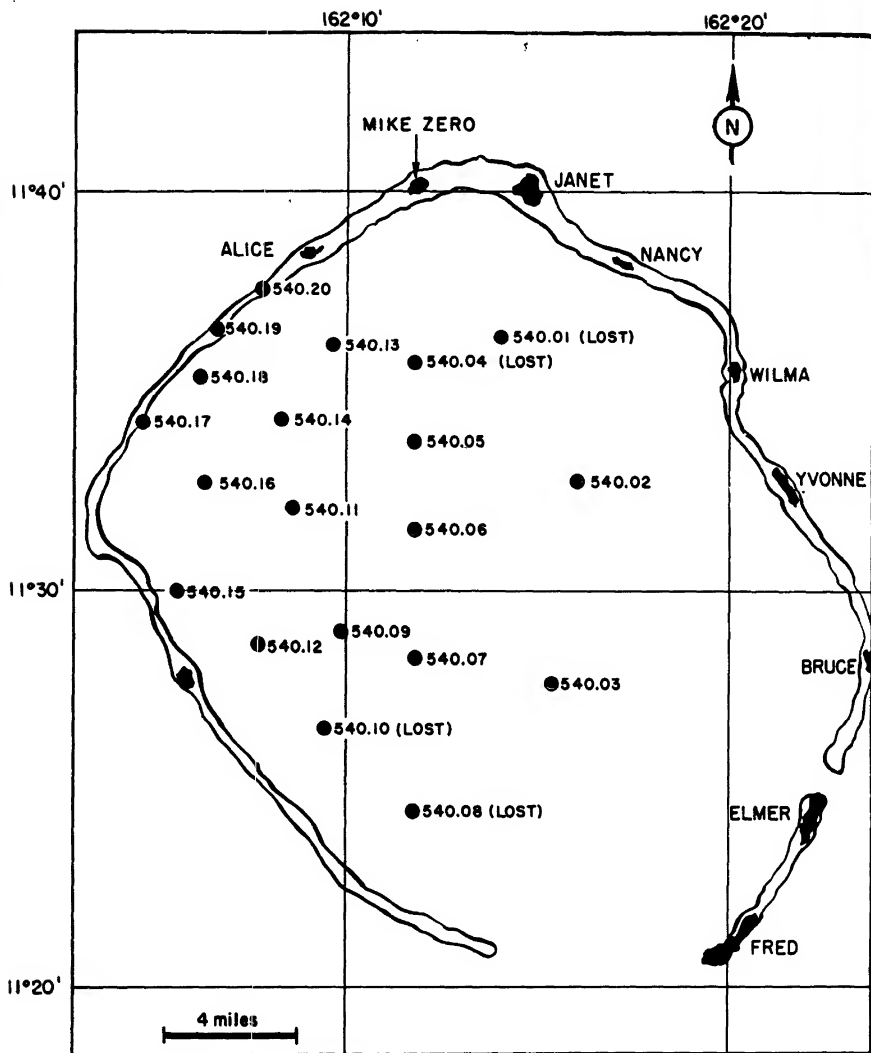 162°10'
162°20'
N
MIKE ZERO
JANET
11°40'
ALICE
NANCY
540.20
540.19
540.13
540.01 (LOST)
540.04 (LOST)
540.18
WILMA
540.17
540.14
540.05
540.16
540.02
YVONNE
540.11
540.06
11°30'
540.15
540.12
540.09
540.07
BRUCE
540.03
540.10 (LOST)
540.08 (LOST)
ELMER
FRED
11°20'
4 miles